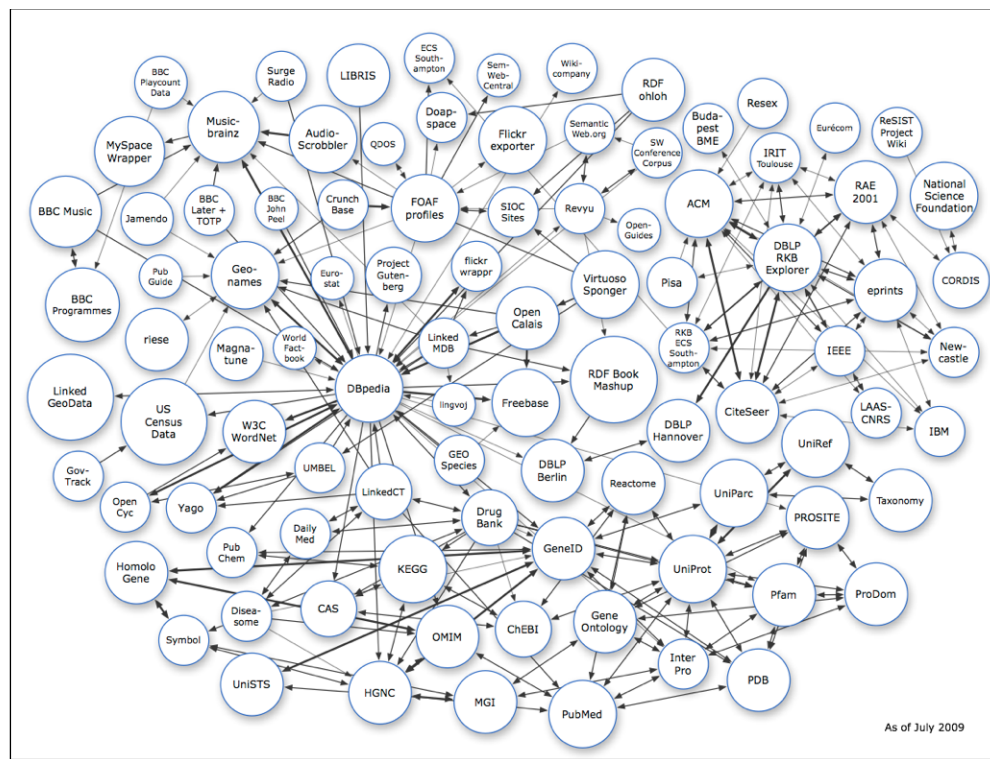 BBC
Playcount
Data
Surge
Radio
LIBRIS
ECS
South-
ampton
Sem-
Web-
Central
Wiki-
company
RDF
ohloh
Music-
brainz
Doap-
space
Resex
MySpace
Wrapper
Audio-
Scrobbler
QDOS
Flickr
exporter
Semantic
Web.org
SW
Conference
Corpus
Buda-
pest
BME
IRIT
Toulouse
Eurécom
ReSIST
Project
Wiki
BBC Music
Jamendo
BBC
Later +
TOTP
BBC
John
Peel
Crunch
Base
FOAF
profiles
SIOC
Sites
Revyu
Open-
Guides
ACM
RAE
2001
National
Science
Foundation
DBLP
RKB
Explorer
BBC
Programmes
Pub
Guide
Geo-
names
Euro-
stat
Project
Guten-
berg
flickr
wrappr
Virtuoso
Sponger
Pisa
eprints
CORDIS
riese
Magna-
tune
World
Fact-
book
Linked
MDB
Open
Calais
RDF Book
Mashup
RKB
ECS
South-
ampton
IEEE
New-
castle
Linked
GeoData
US
Census
Data
W3C
WordNet
DBpedia
lingvoj
Freebase
CiteSeer
LAAS-
CNRS
IBM
DBLP
Hannover
Gov-
Track
Open
Cyc
Yago
UMBEL
LinkedCT
GEO
Species
DBLP
Berlin
Reactome
UniParc
UniRef
Taxonomy
PROSITE
Daily
Med
Drug
Bank
Pub
Chem
Homolo
Gene
KEGG
GeneID
UniProt
Pfam
ProDom
Disea-
some
CAS
Symbol
OMIM
ChEBI
Gene
Ontology
Inter
Pro
UniSTS
HGNC
MGI
PubMed
PDB
As of July 2009